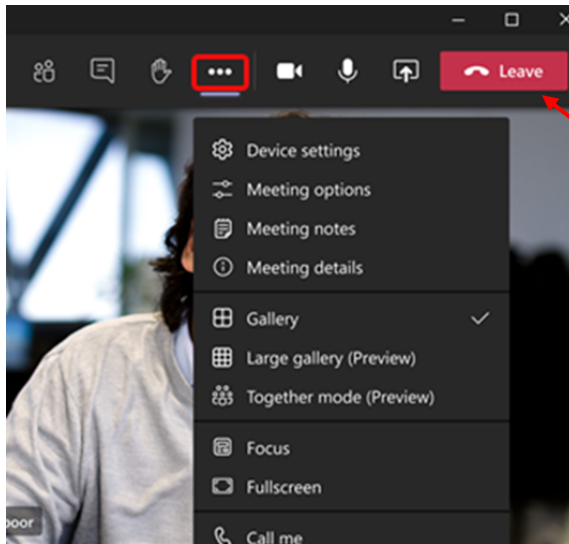 Leave
Device settings
Meeting options
Meeting notes
Meeting details
Gallery
Large gallery (Preview)
Together mode (Preview)
Focus
Fullscreen
Call me
poor